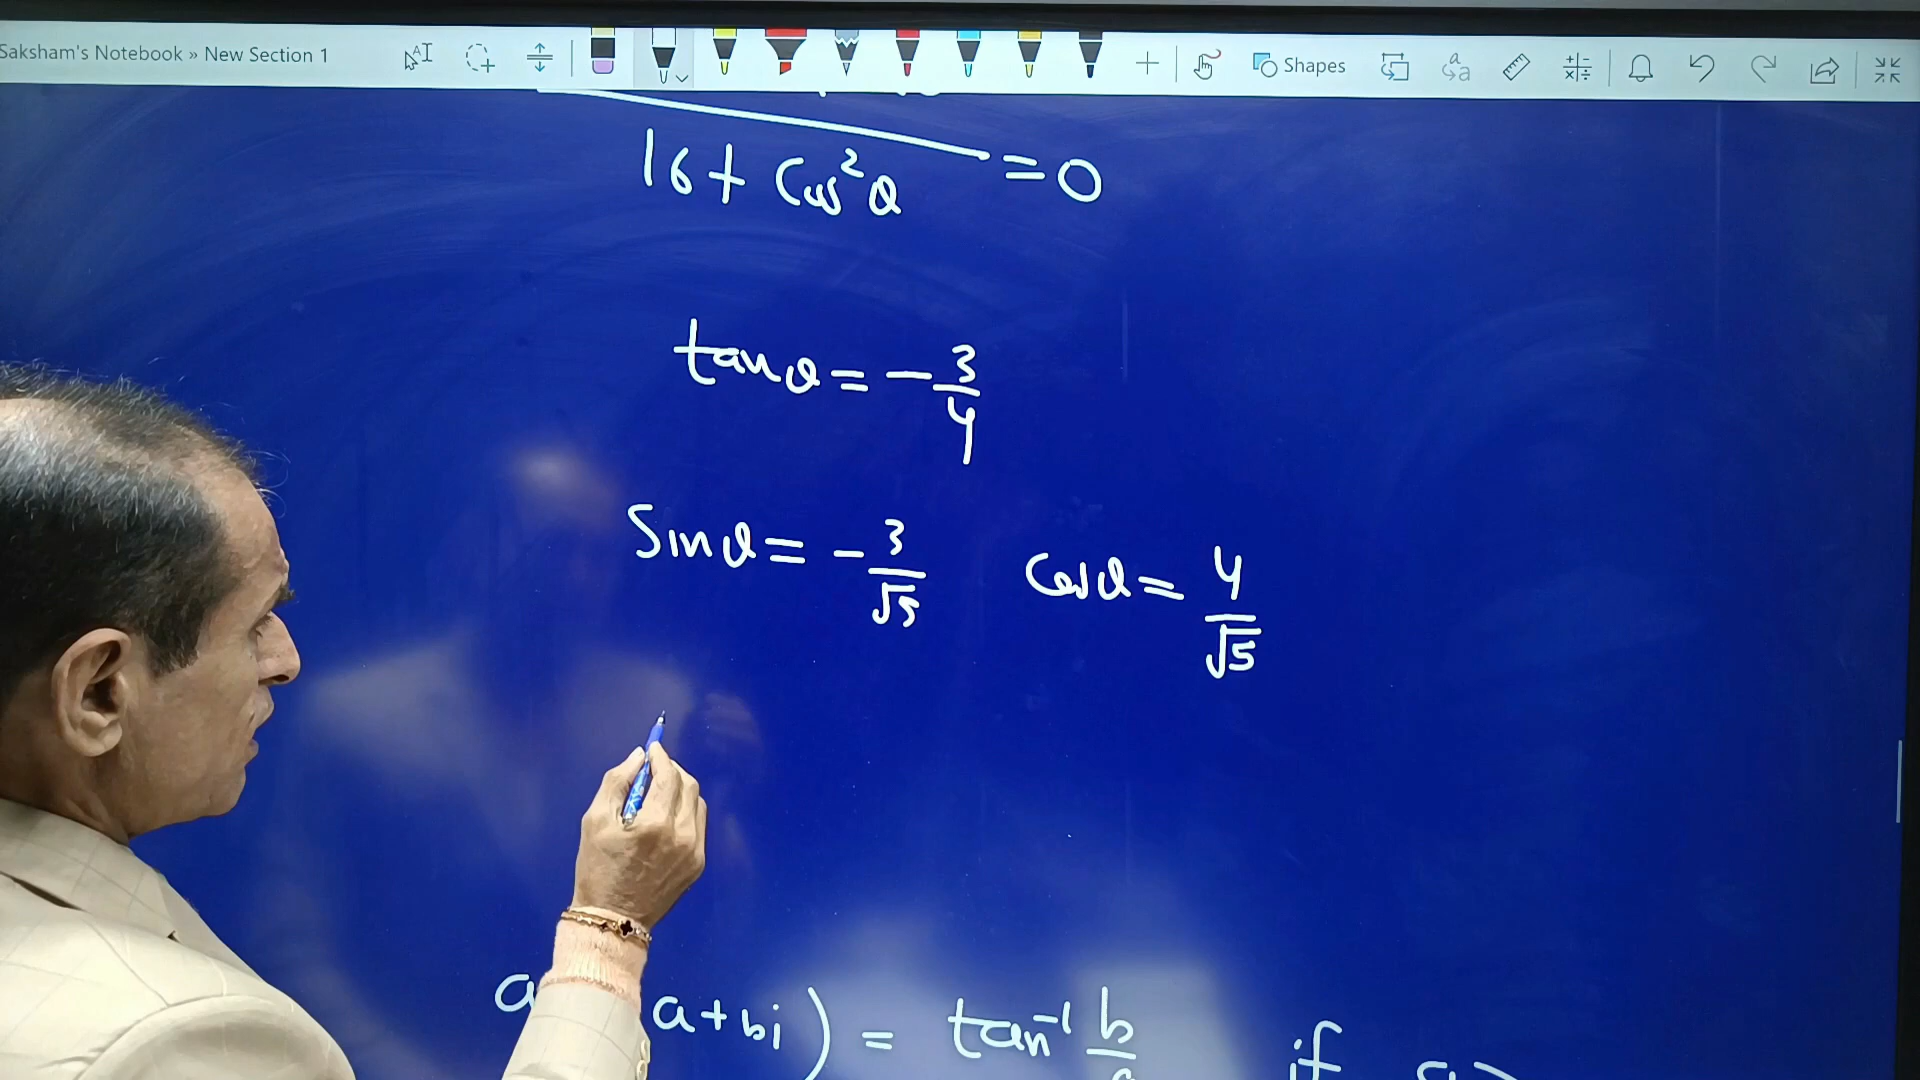 Saksham's Notebook » New Section 1
Shapes
16 + Cos²θ = 0
tanθ = -3/4
Sinθ = -3/√5 Cosθ = 4/√5
a+bi) = tan⁻¹ b/ if